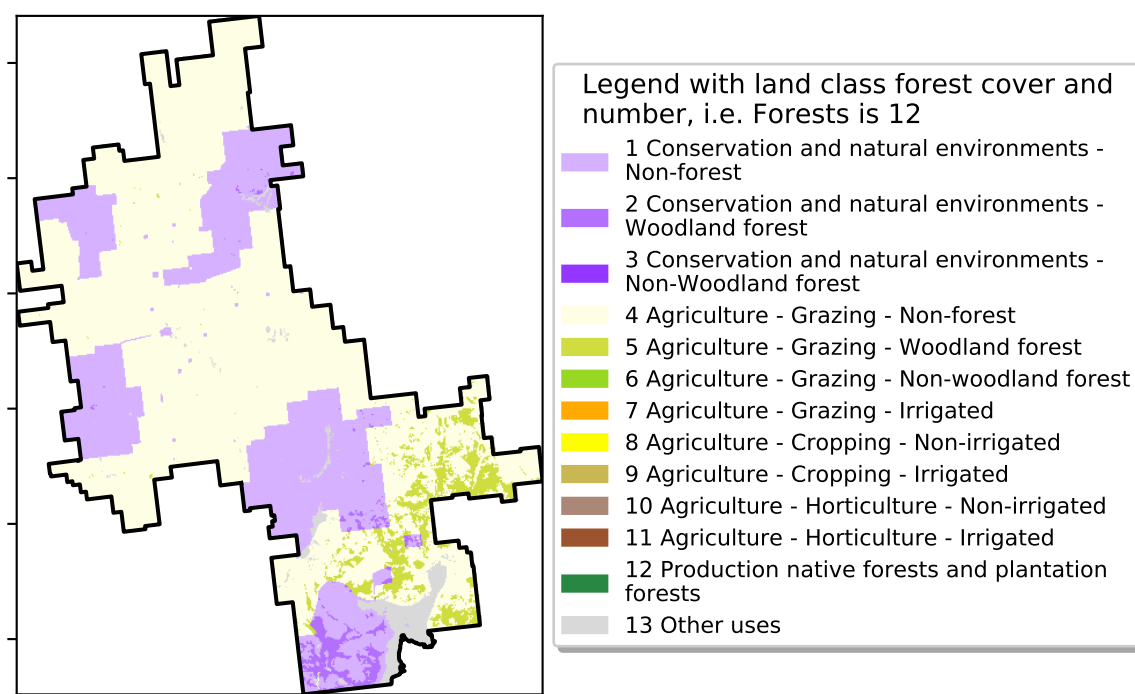 Legend with land class forest cover and
number, i.e. Forests is 12
1 Conservation and natural environments -
Non-forest
2 Conservation and natural environments -
Woodland forest
3 Conservation and natural environments -
Non-Woodland forest
4 Agriculture - Grazing - Non-forest
5 Agriculture - Grazing - Woodland forest
6 Agriculture - Grazing - Non-woodland forest
7 Agriculture - Grazing - Irrigated
8 Agriculture - Cropping - Non-irrigated
9 Agriculture - Cropping - Irrigated
10 Agriculture - Horticulture - Non-irrigated
11 Agriculture - Horticulture - Irrigated
12 Production native forests and plantation
forests
13 Other uses